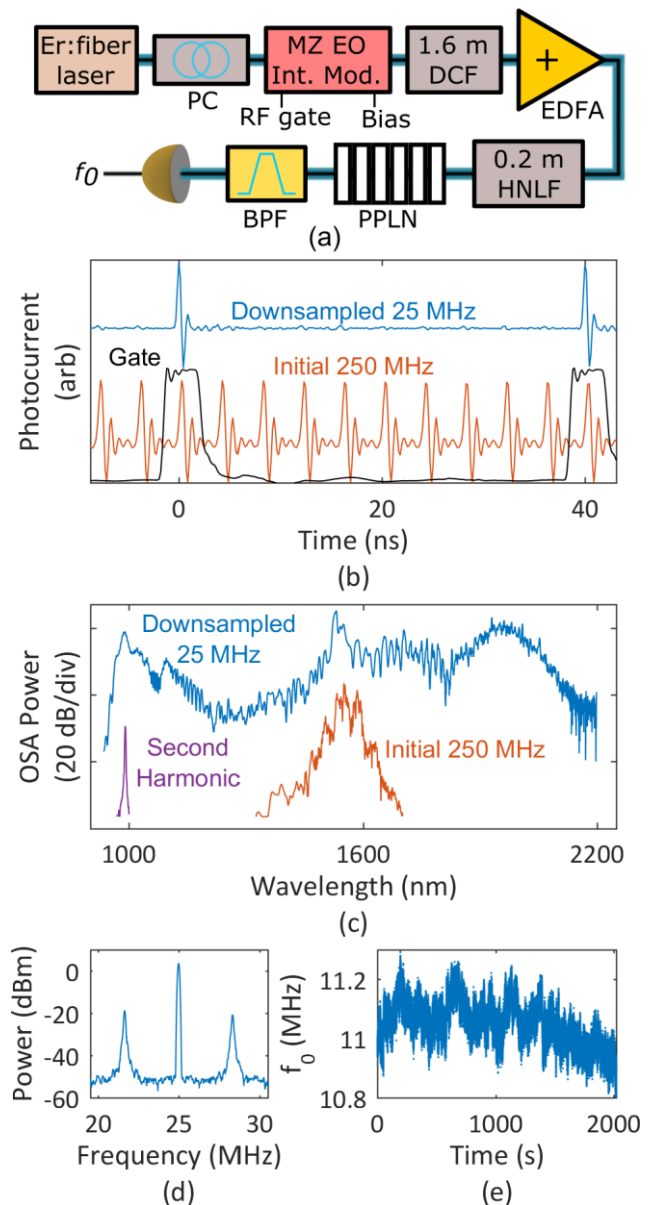 Er:fiber
laser
PC
MZ EO
Int. Mod.
RF gate
Bias
1.6 m
DCF
+
EDFA
f0
BPF
PPLN
0.2 m
HNLF
(a)
Photocurrent
(arb)
Downsampled 25 MHz
Gate
Initial 250 MHz
0 20 40
Time (ns)
(b)
OSA Power
(20 dB/div)
Downsampled
25 MHz
Second
Harmonic
Initial 250 MHz
1000 1600 2200
Wavelength (nm)
(c)
Power (dBm)
0
-20
-40
-60
20 25 30
Frequency (MHz)
(d)
f0 (MHz)
11.2
11
10.8
0 1000 2000
Time (s)
(e)